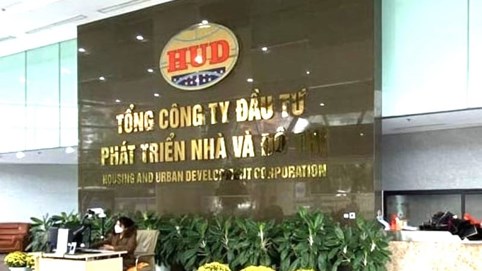 HUD
TỔNG CÔNG TY ĐẦU TƯ
PHÁT TRIỂN NHÀ VÀ ĐÔ THỊ
HOUSING AND URBAN DEVELOPMENT CORPORATION